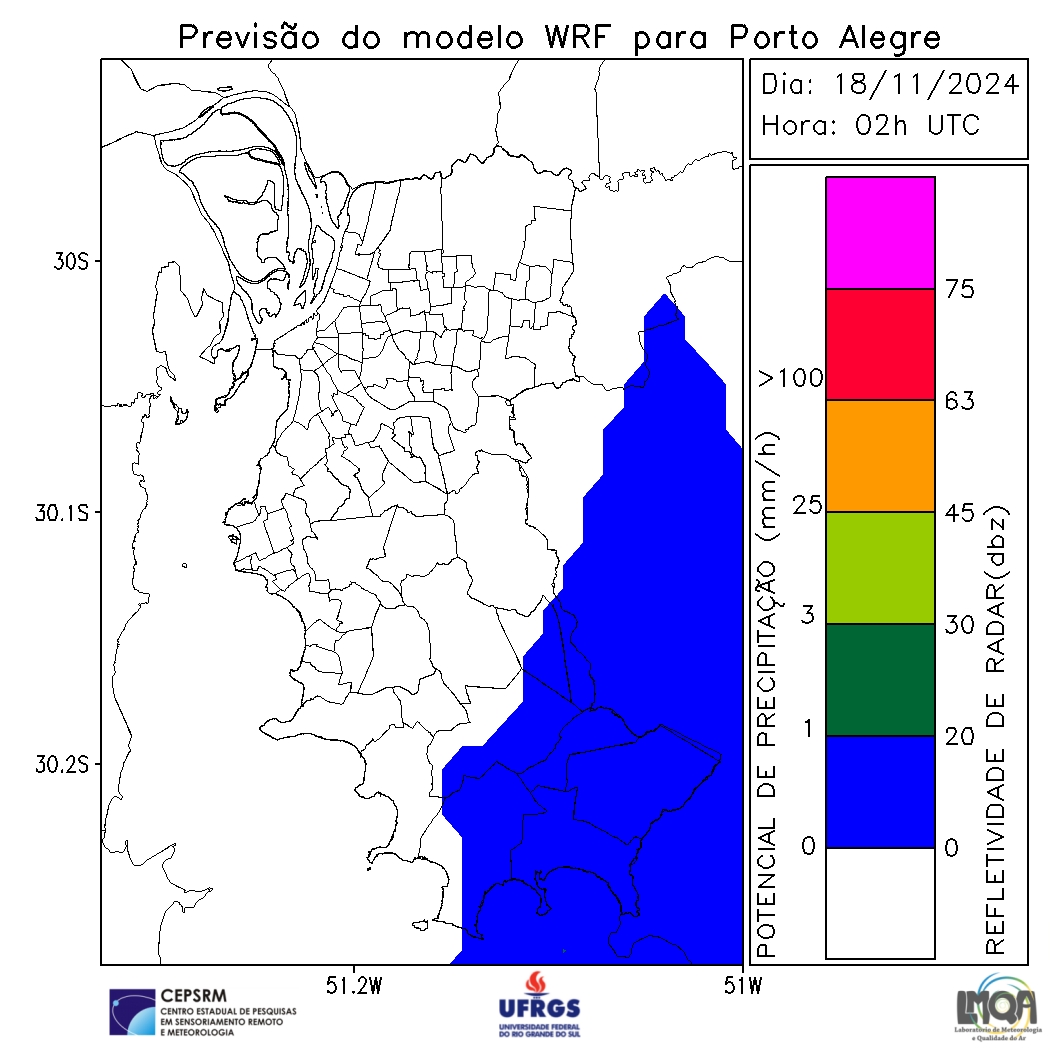 Previsão do modelo WRF para Porto Alegre
Dia: 18/11/2024
Hora: 02h UTC
30S
30.1S
30.2S
51.2W
51W
POTENCIAL DE PRECIPITAÇÃO (mm/h)
>100
25
3
1
0
75
63
45
30
20
0
REFLETIVIDADE DE RADAR(dbz)
CEPSRM
CENTRO ESTADUAL DE PESQUISAS
EM SENSORIAMENTO REMOTO
E METEOROLOGIA
UFRGS
UNIVERSIDADE FEDERAL
DO RIO GRANDE DO SUL
LMQA
Laboratório de Meteorologia
e Qualidade do Ar